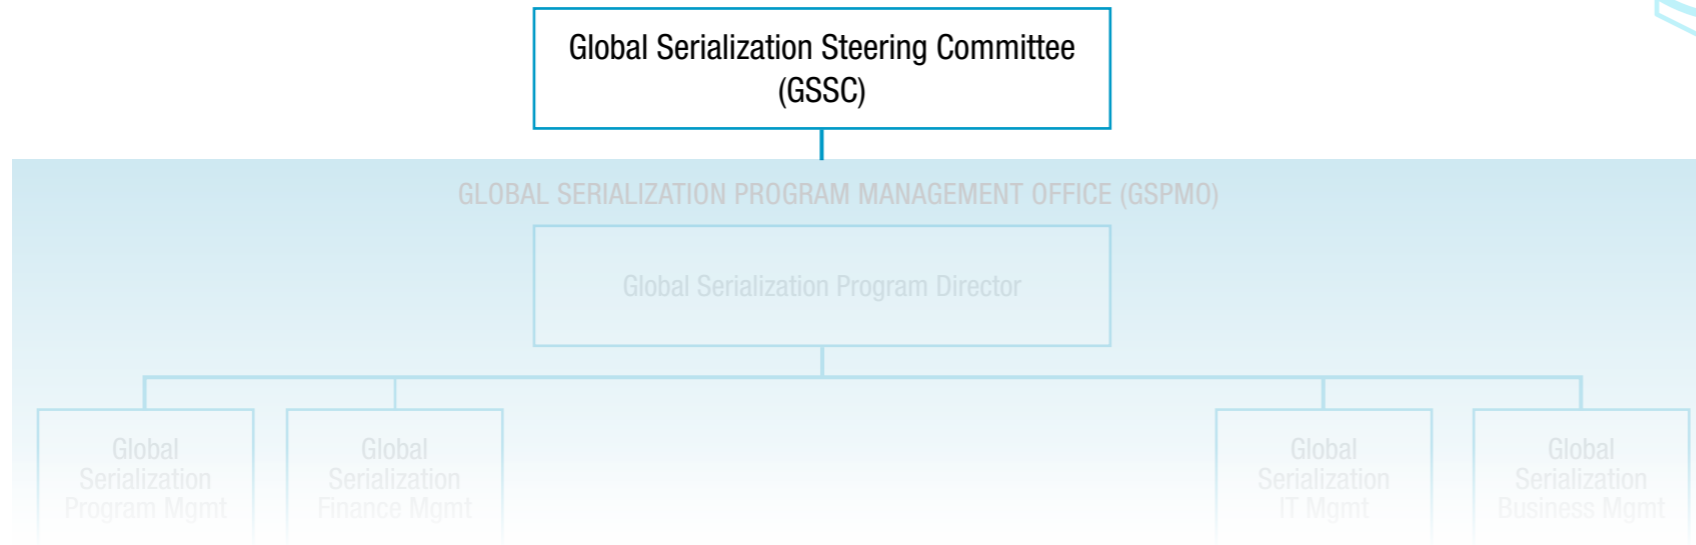 Global Serialization Steering Committee
(GSSC)
GLOBAL SERIALIZATION PROGRAM MANAGEMENT OFFICE (GSPMO)
Global Serialization Program Director
Global
Serialization
Program Mgmt
Global
Serialization
Finance Mgmt
Global
Serialization
IT Mgmt
Global
Serialization
Business Mgmt